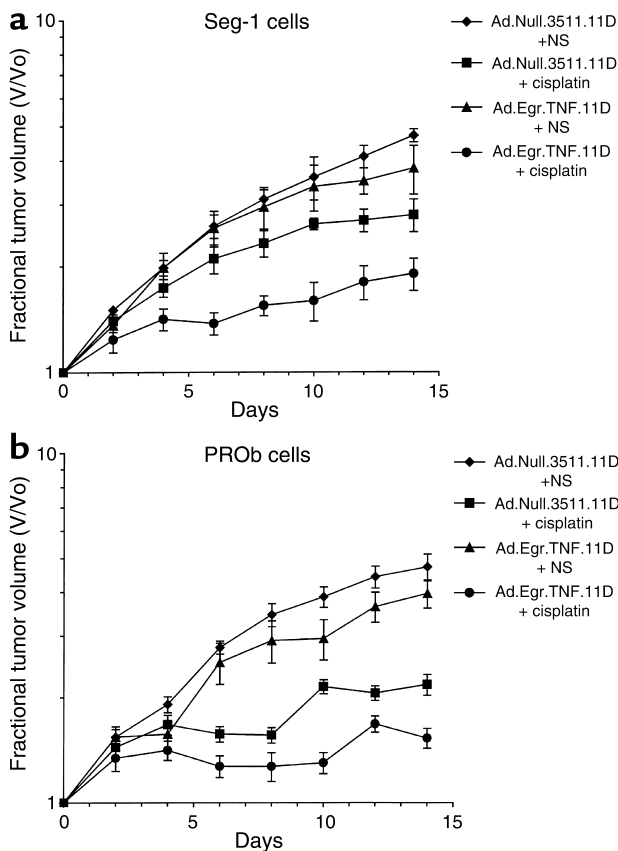 a
Seg-1 cells
Fractional tumor volume (V/Vo)
10
1
0
5
10
15
Days
Ad.Null.3511.11D
+NS
Ad.Null.3511.11D
+ cisplatin
Ad.Egr.TNF.11D
+ NS
Ad.Egr.TNF.11D
+ cisplatin
b
PROb cells
Fractional tumor volume (V/Vo)
10
1
0
5
10
15
Days
Ad.Null.3511.11D
+NS
Ad.Null.3511.11D
+ cisplatin
Ad.Egr.TNF.11D
+ NS
Ad.Egr.TNF.11D
+ cisplatin